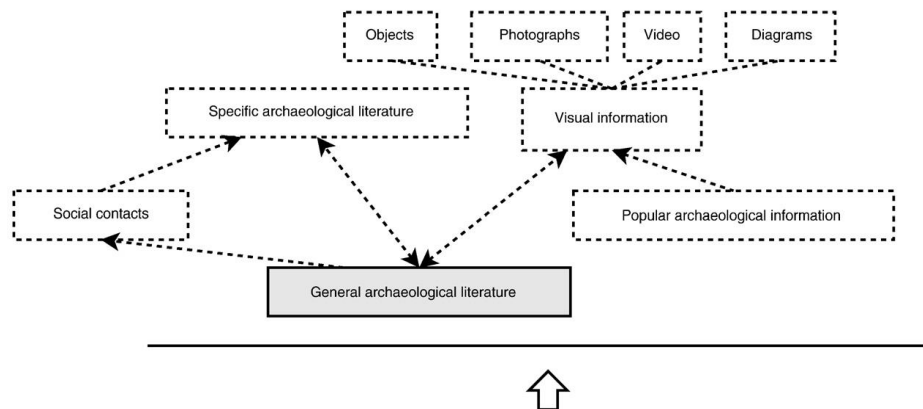 Objects
Photographs
Video
Diagrams
Specific archaeological literature
Visual information
Social contacts
Popular archaeological information
General archaeological literature